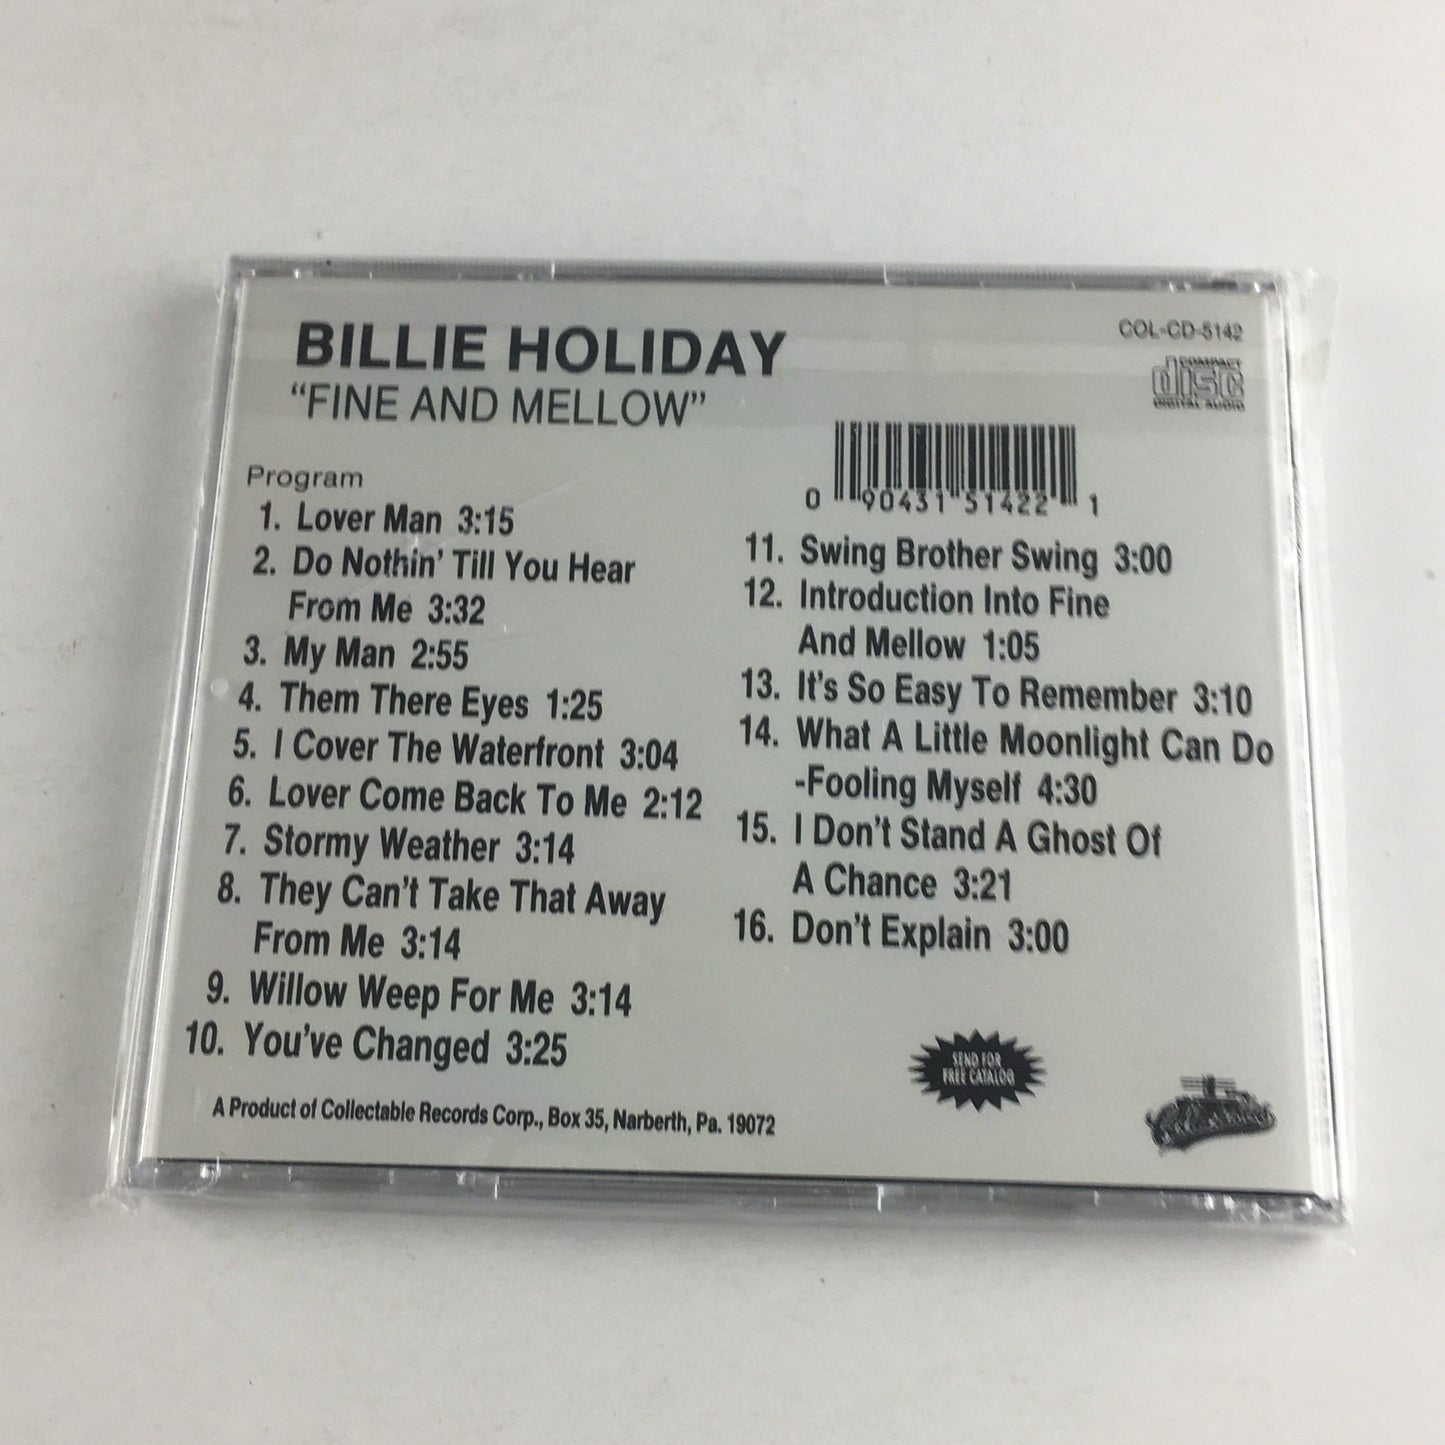 BILLIE HOLIDAY
"FINE AND MELLOW"
COL-CD-5142
COMPACT
disc
DIGITAL AUDIO
0 90431 51422 1
Program
1. Lover Man 3:15
2. Do Nothin' Till You Hear
From Me 3:32
3. My Man 2:55
4. Them There Eyes 1:25
5. I Cover The Waterfront 3:04
6. Lover Come Back To Me 2:12
7. Stormy Weather 3:14
8. They Can't Take That Away
From Me 3:14
9. Willow Weep For Me 3:14
10. You've Changed 3:25
11. Swing Brother Swing 3:00
12. Introduction Into Fine
And Mellow 1:05
13. It's So Easy To Remember 3:10
14. What A Little Moonlight Can Do
-Fooling Myself 4:30
15. I Don't Stand A Ghost Of
A Chance 3:21
16. Don't Explain 3:00
SEND FOR
FREE CATALOG
A Product of Collectable Records Corp., Box 35, Narberth, Pa. 19072